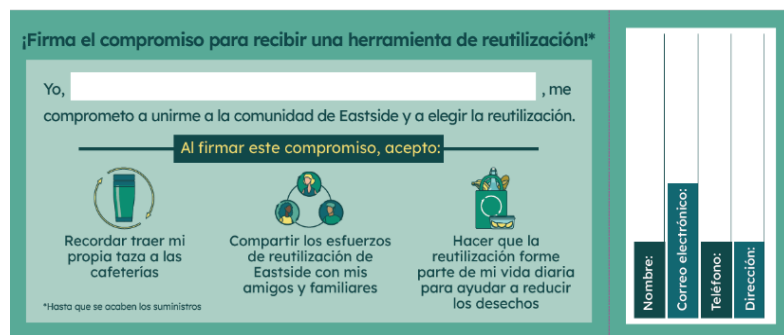 ¡Firma el compromiso para recibir una herramienta de reutilización!*
Yo, , me
comprometo a unirme a la comunidad de Eastside y a elegir la reutilización.
Al firmar este compromiso, acepto:
Recordar traer mi
propia taza a las
cafeterías
Compartir los esfuerzos
de reutilización de
Eastside con mis
amigos y familiares
Hacer que la
reutilización forme
parte de mi vida diaria
para ayudar a reducir
los desechos
*Hasta que se acaben los suministros
Nombre:
Correo electrónico:
Teléfono:
Dirección: